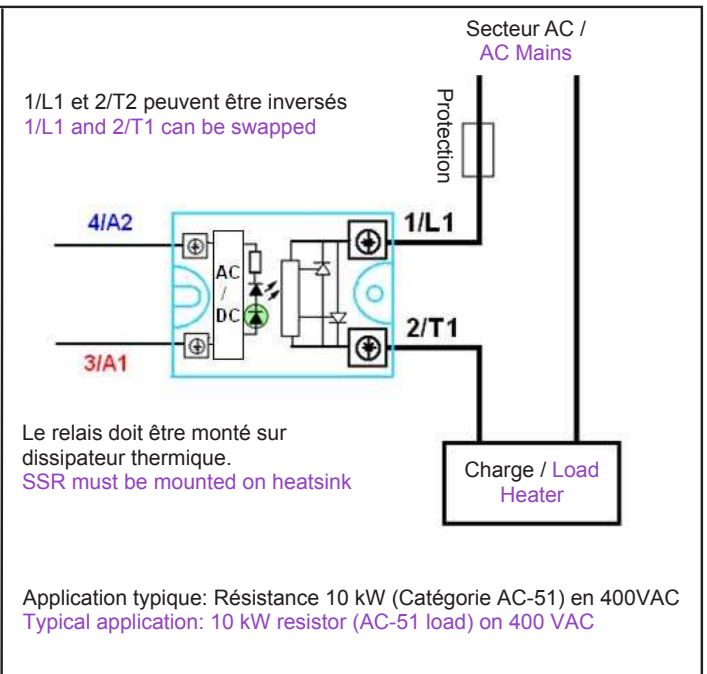 Secteur AC /
AC Mains
1/L1 et 2/T2 peuvent être inversés
1/L1 and 2/T1 can be swapped
Protection
4/A2
1/L1
AC
/
DC
2/T1
3/A1
Le relais doit être monté sur
dissipateur thermique.
SSR must be mounted on heatsink
Charge / Load
Heater
Application typique: Résistance 10 kW (Catégorie AC-51) en 400VAC
Typical application: 10 kW resistor (AC-51 load) on 400 VAC